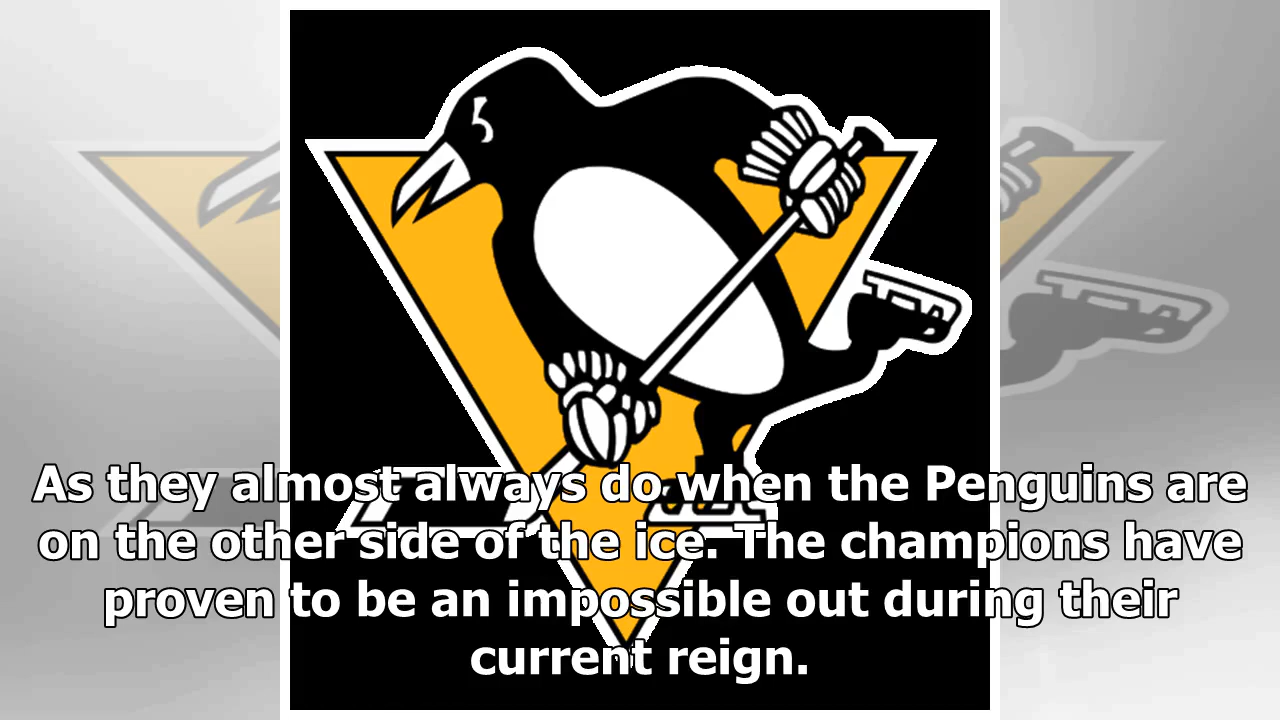 As they almost always do when the Penguins are
on the other side of the ice. The champions have
proven to be an impossible out during their
current reign.